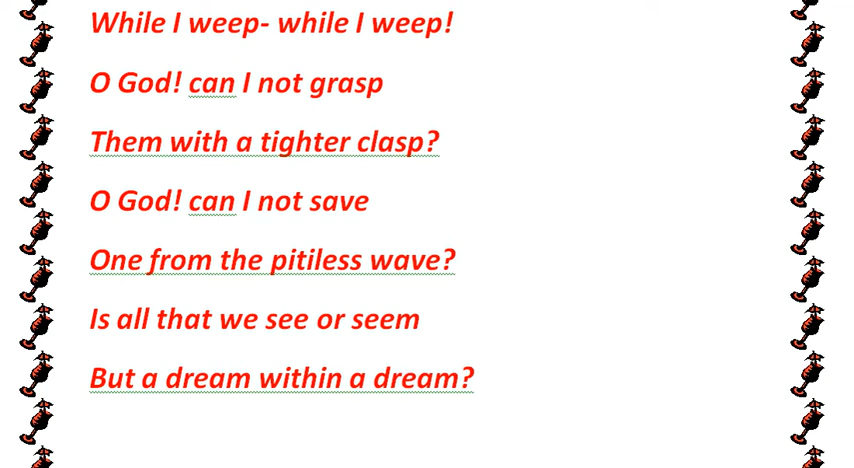 While I weep- while I weep!
O God! can I not grasp
Them with a tighter clasp?
O God! can I not save
One from the pitiless wave?
Is all that we see or seem
But a dream within a dream?